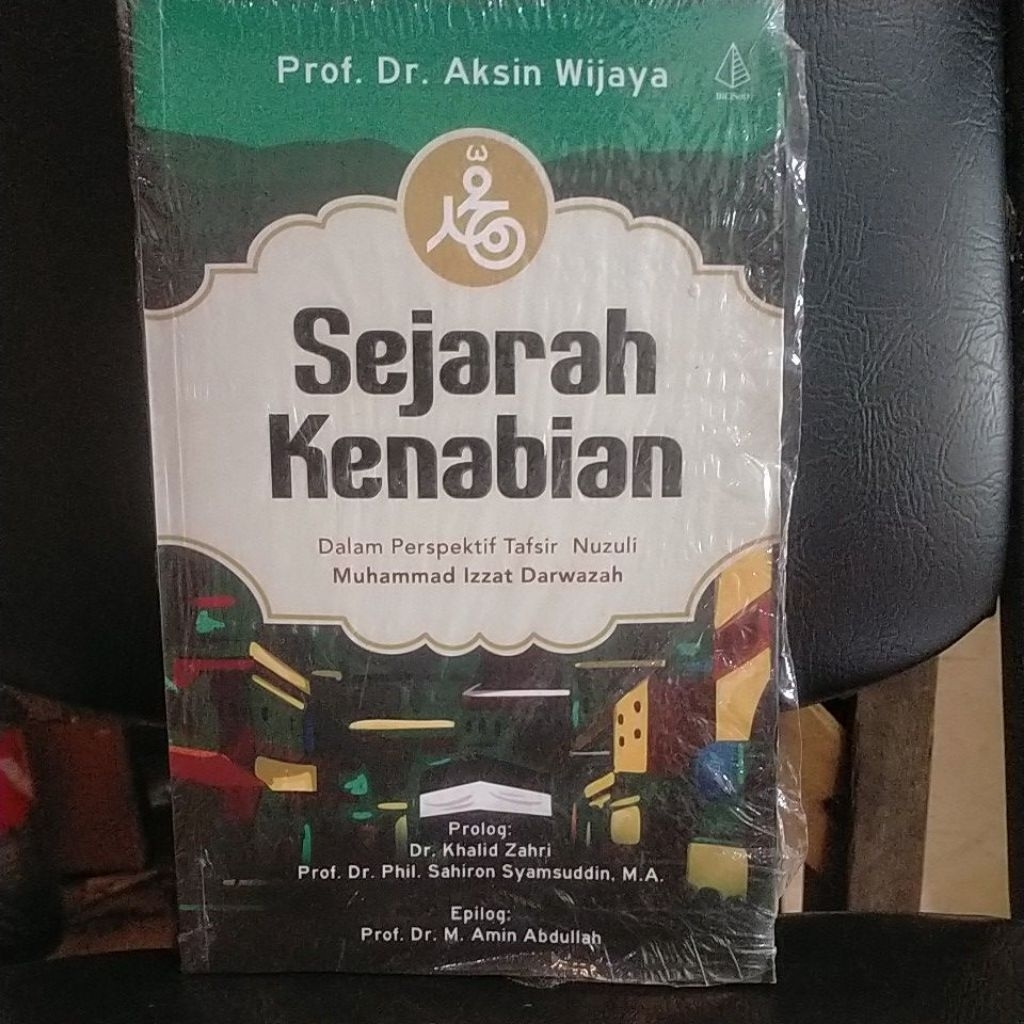 Prof. Dr. Aksin Wijaya
محمد
Sejarah
Kenabian
Dalam Perspektif Tafsir Nuzuli
Muhammad Izzat Darwazah
Prolog:
Dr. Khalid Zahri
Prof. Dr. Phil. Sahiron Syamsuddin, M.A.
Epilog:
Prof. Dr. M. Amin Abdullah